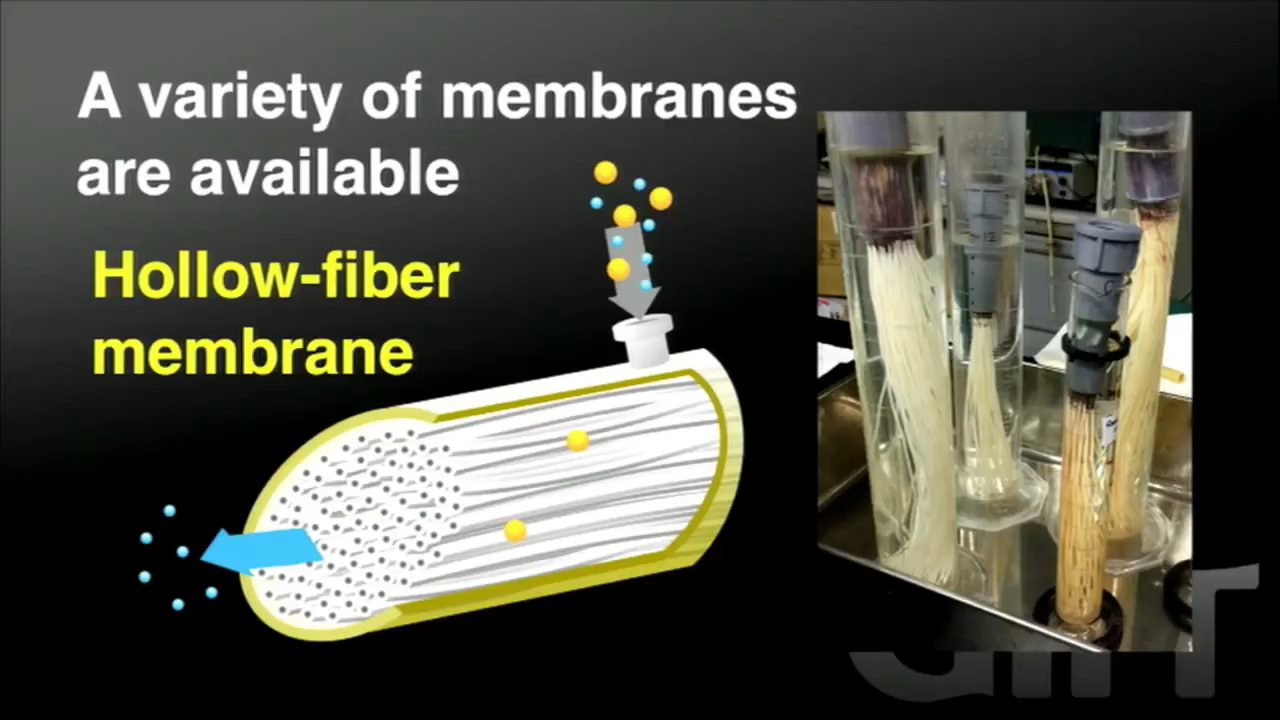 A variety of membranes
are available
Hollow-fiber
membrane